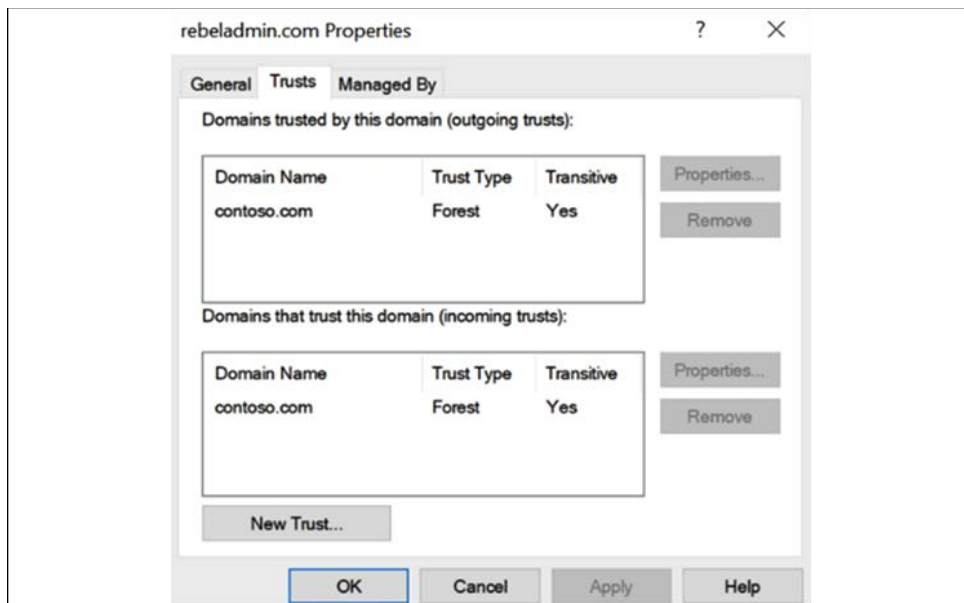 rebeladmin.com Properties ?
General Trusts Managed By
Domains trusted by this domain (outgoing trusts):
Domain Name Trust Type Transitive
contoso.com Forest Yes
Properties...
Remove
Domains that trust this domain (incoming trusts):
Domain Name Trust Type Transitive
contoso.com Forest Yes
Properties...
Remove
New Trust...
OK Cancel Apply Help